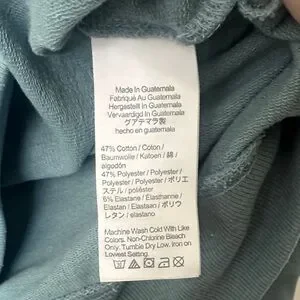 Made In Guatemala
Fabriqué Au Guatemala
Hergestellt In Guatemala
Vervaardigd In Guatemala
グアテマラ製
hecho en guatemala
47% Cotton / Coton /
Baumwolle / Katoen / 綿 /
algodón
47% Polyester / Polyester /
Polyester / Polyester / ポリエ
ステル / poliéster
6% Elastane / Elasthanne /
Elastan / Elastaan / ポリウ
レタン / elastano
Machine Wash Cold With Like
Colors. Non-Chlorine Bleach
Only. Tumble Dry Low. Iron on
Lowest Setting.